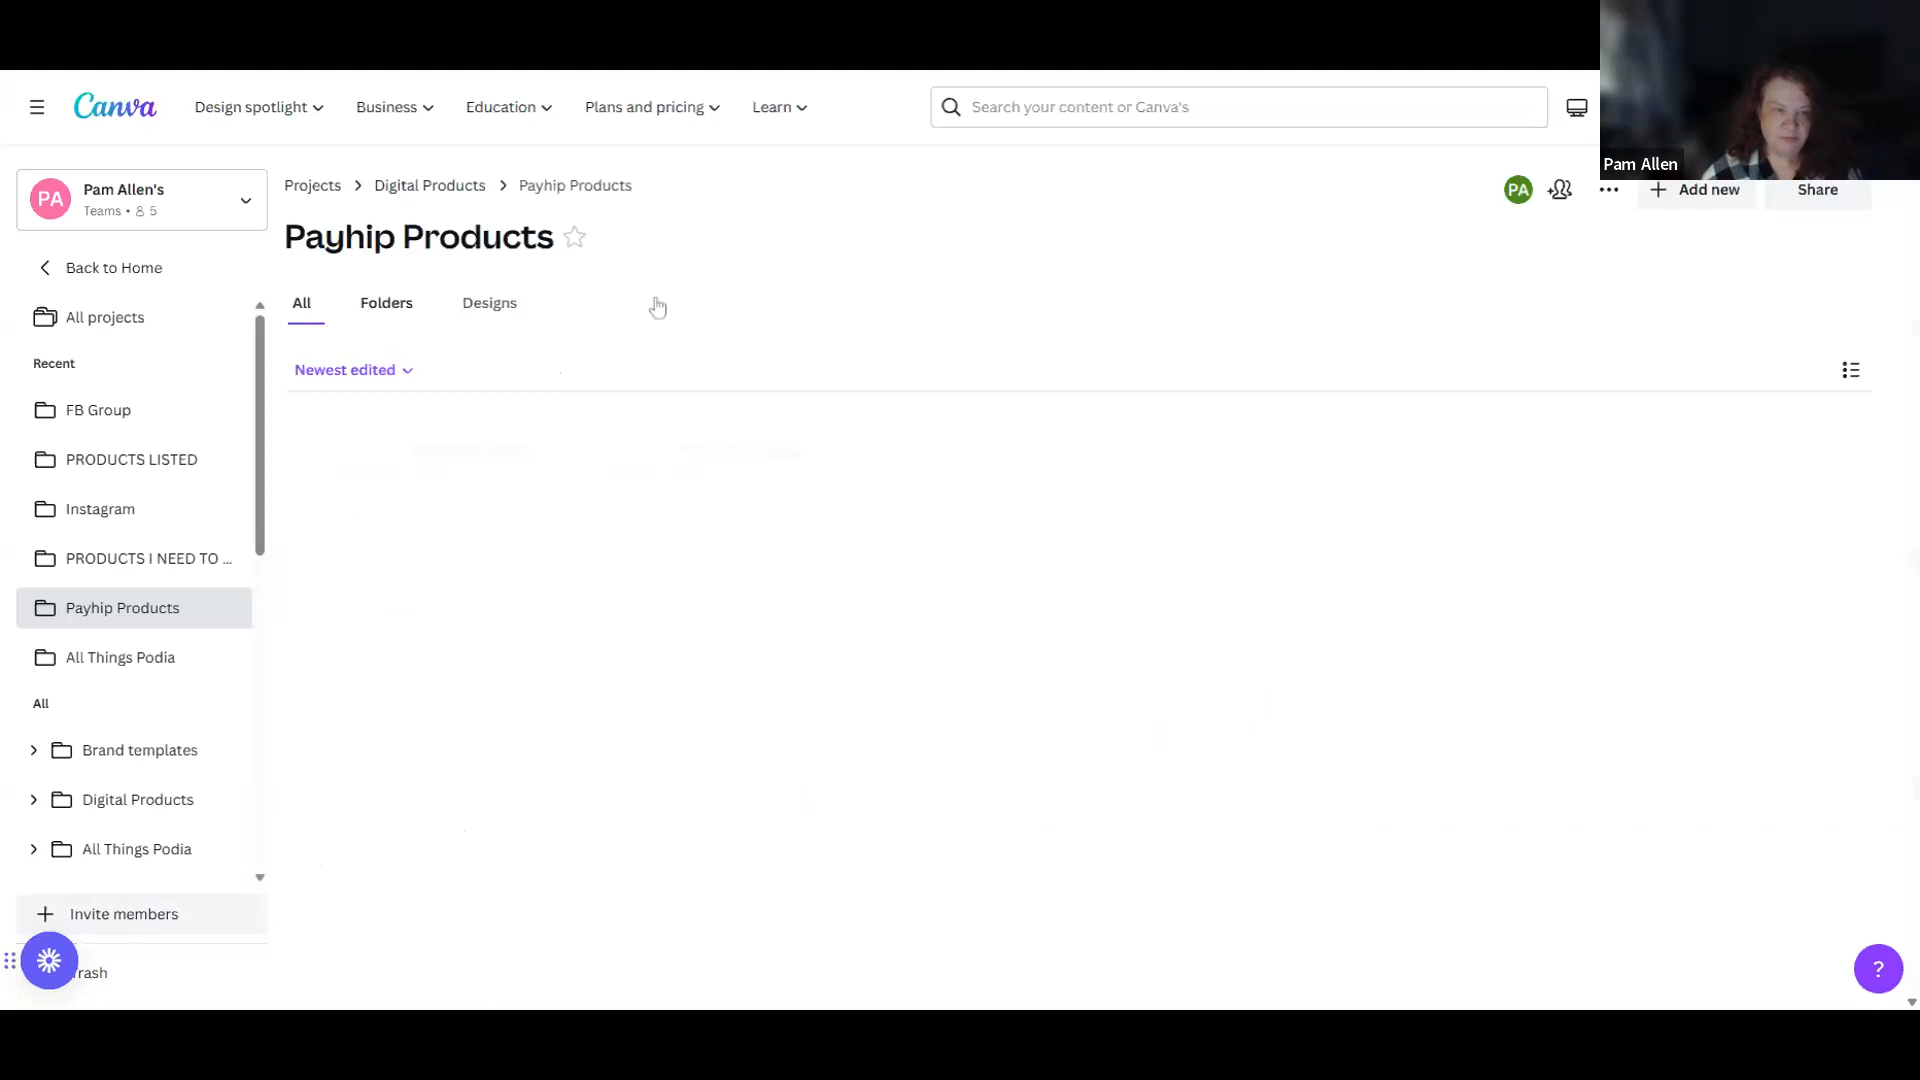 Canva
Design spotlight
Business
Education
Plans and pricing
Learn
Search your content or Canva's
Pam Allen
PA
Pam Allen's
Teams • 5
Projects > Digital Products > Payhip Products
PA
Add new
Share
Payhip Products
Back to Home
All
Folders
Designs
All projects
Recent
Newest edited
FB Group
PRODUCTS LISTED
Instagram
PRODUCTS I NEED TO ...
Payhip Products
All Things Podia
All
Brand templates
Digital Products
All Things Podia
Invite members
rash
?